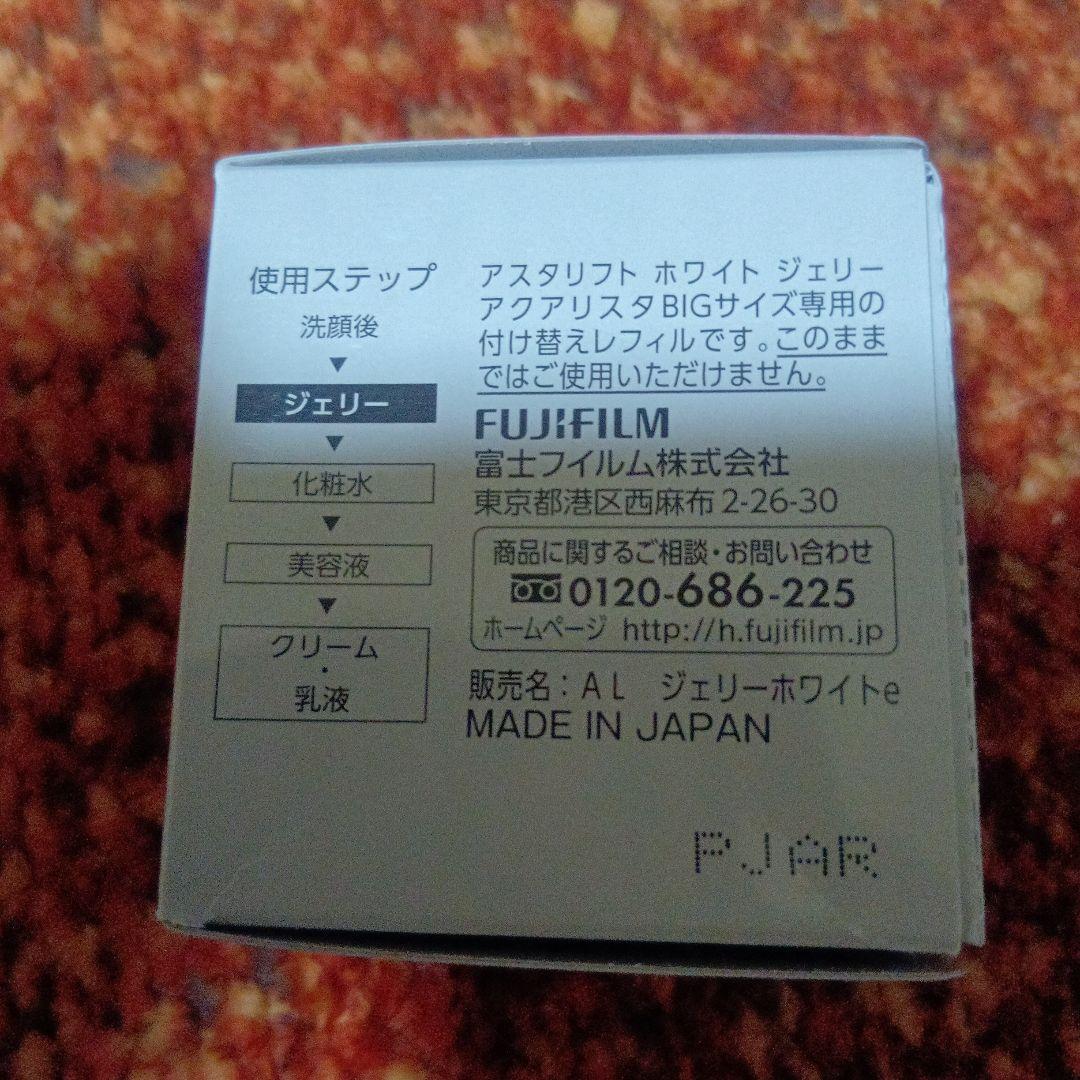 使用ステップ
洗顔後
▼
ジェリー
▼
化粧水
▼
美容液
▼
クリーム
・
乳液
アスタリフト ホワイト ジェリー
アクアリスタBIGサイズ専用の
付け替えレフィルです。このまま
ではご使用いただけません。
FUJIFILM
富士フイルム株式会社
東京都港区西麻布2-26-30
商品に関するご相談・お問い合わせ
0120-686-225
ホームページ http://h.fujifilm.jp
販売名：AL ジェリーホワイトe
MADE IN JAPAN
PJAR